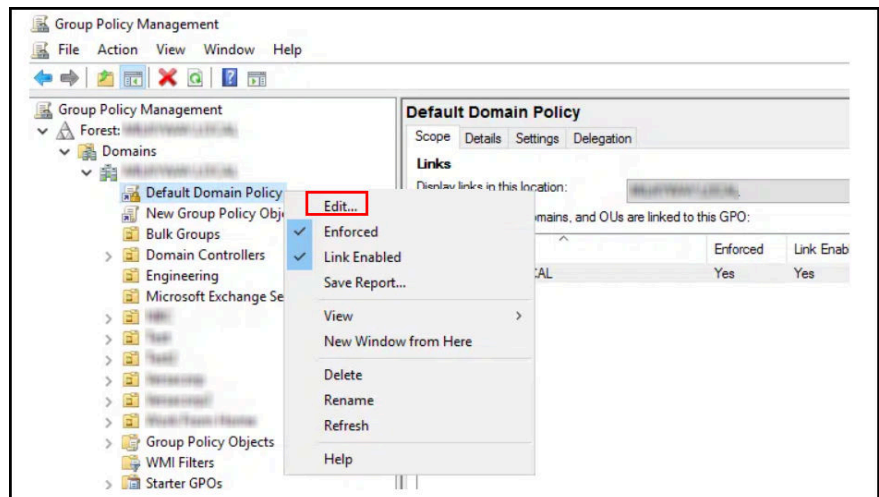 Group Policy Management
File Action View Window Help
Group Policy Management
Forest:
Domains
Default Domain Policy
New Group Policy Obj
Bulk Groups
Domain Controllers
Engineering
Microsoft Exchange Se
Group Policy Objects
WMI Filters
Starter GPOs
Edit...
Enforced
Link Enabled
Save Report...
View
New Window from Here
Delete
Rename
Refresh
Help
Default Domain Policy
Scope Details Settings Delegation
Links
Display links in this location:
omains, and OUs are linked to this GPO:
Enforced Link Enab
CAL Yes Yes